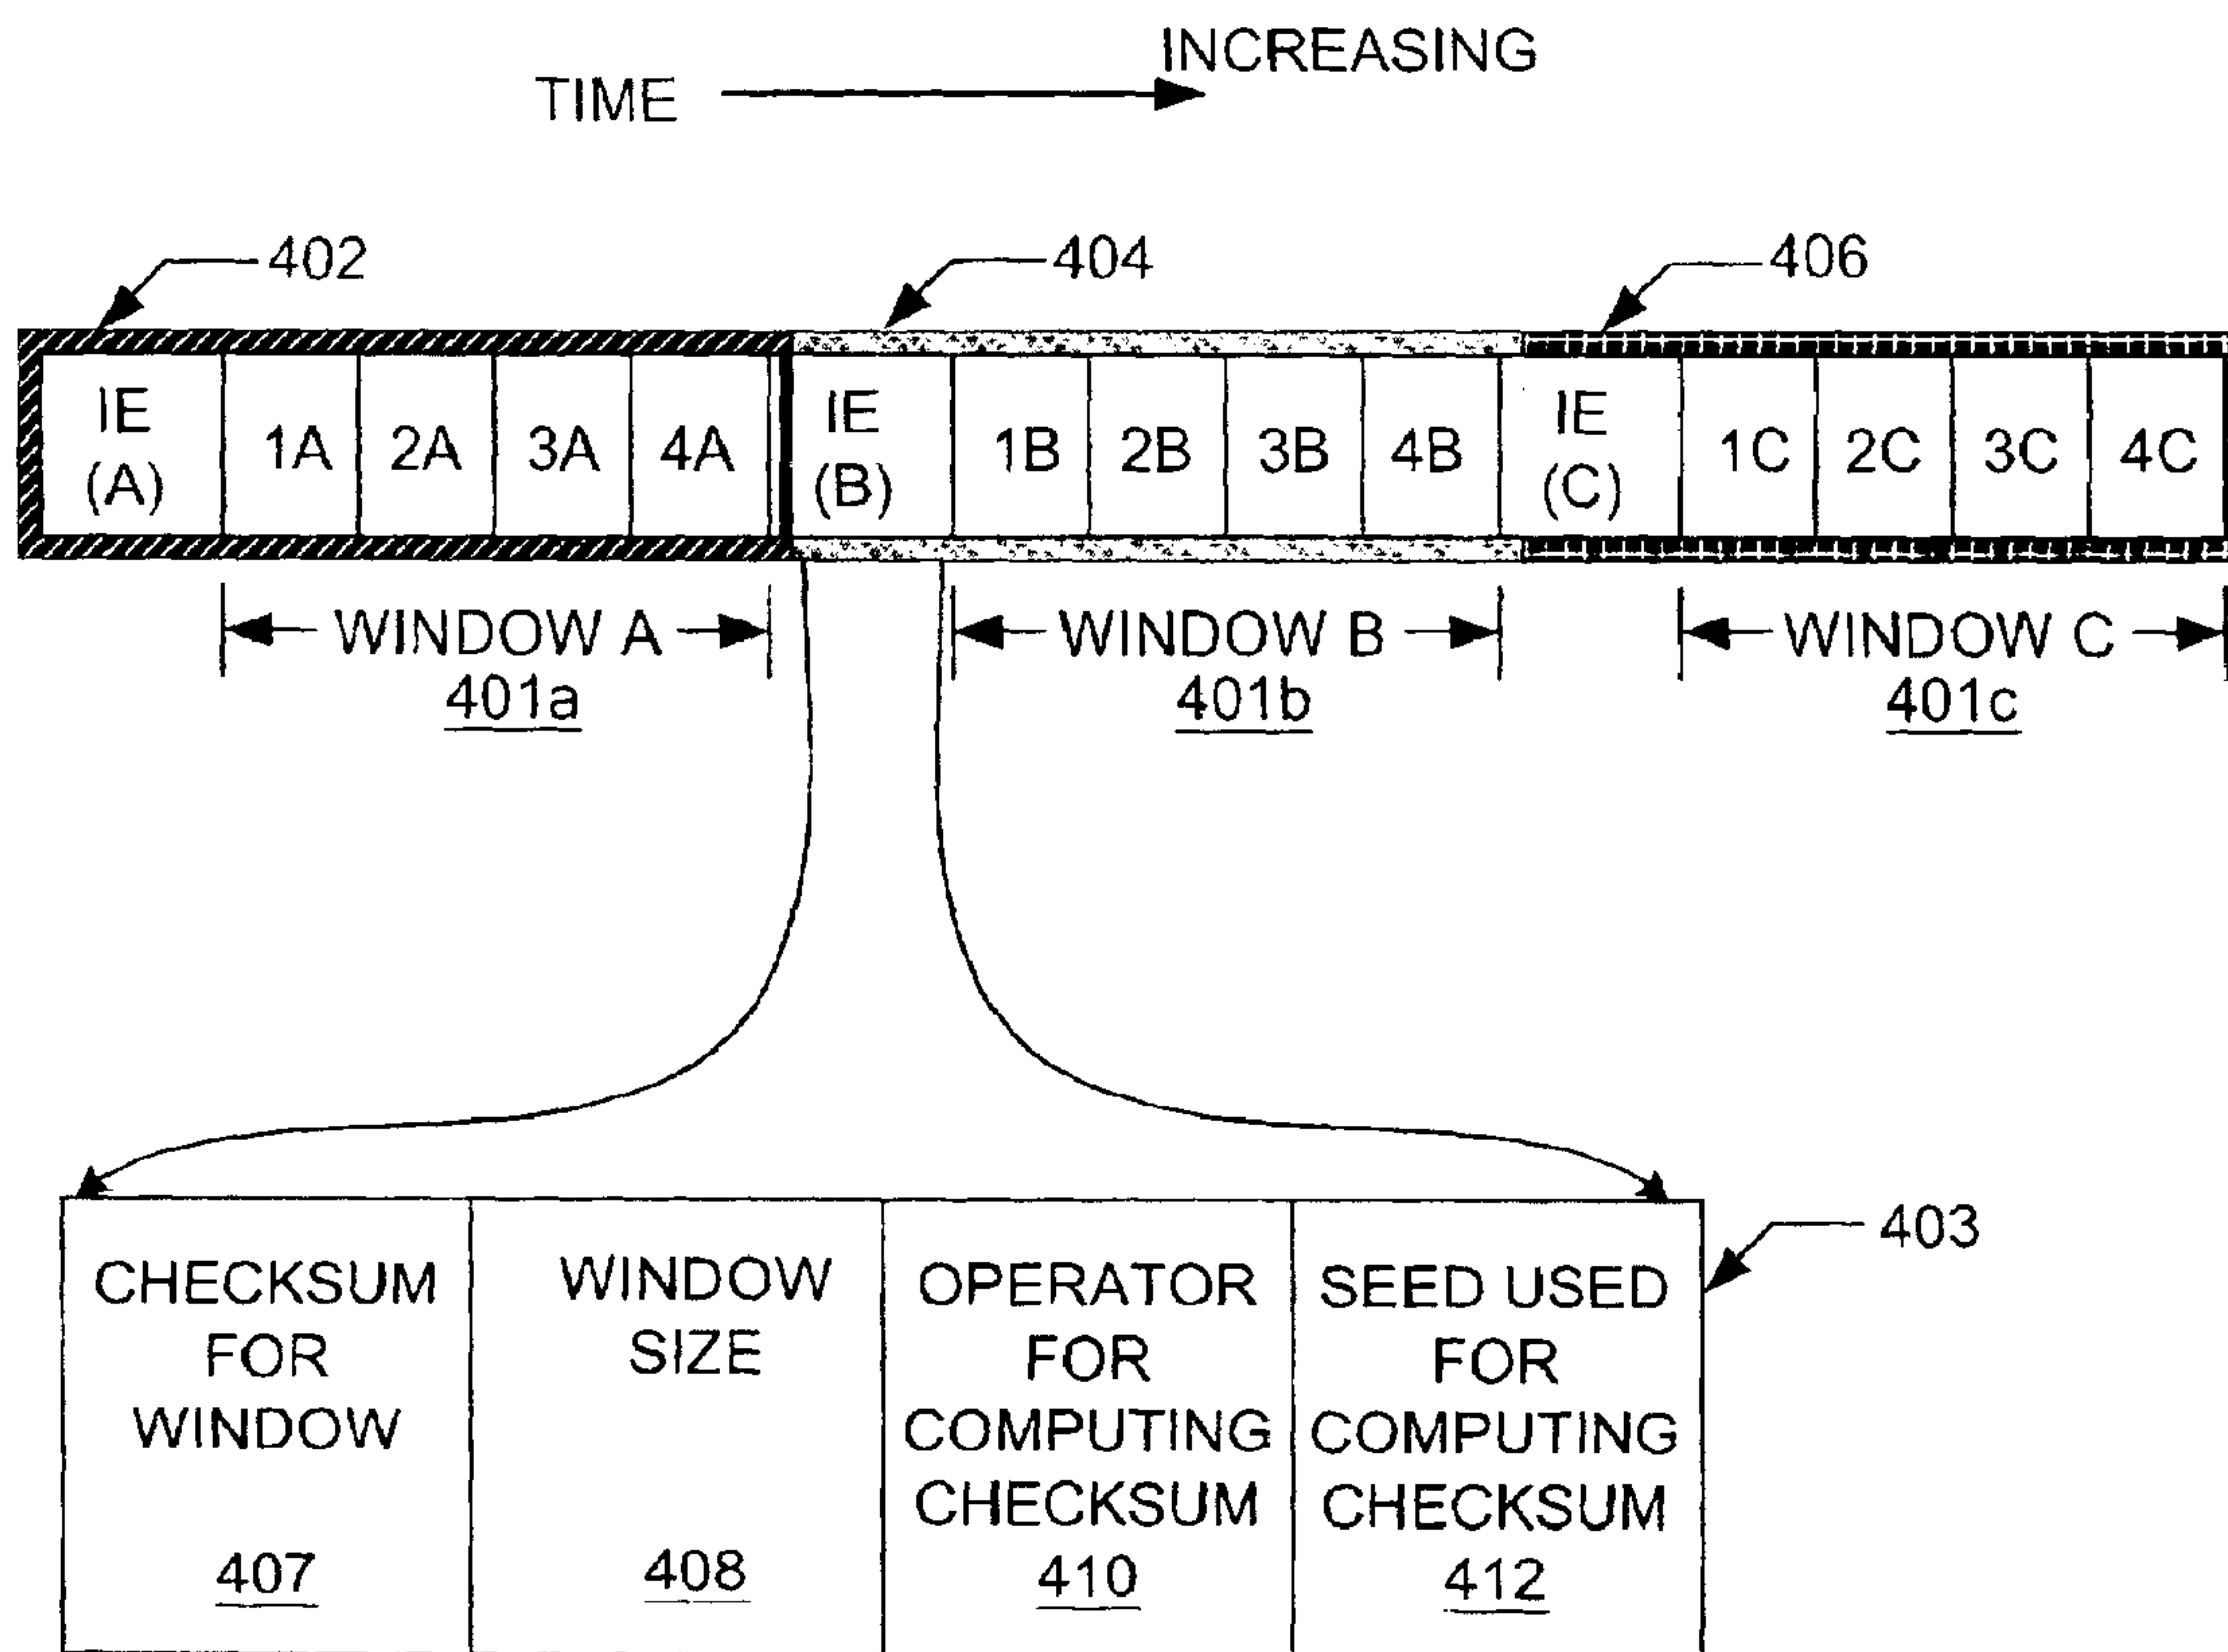 INCREASING
TIME
402
404
406
IE
(A)
1A
2A
3A
4A
IE
(B)
1B
2B
3B
4B
IE
(C)
1C
2C
3C
4C
WINDOW A
401a
WINDOW B
401b
WINDOW C
401c
403
CHECKSUM
FOR
WINDOW
407
WINDOW
SIZE
408
OPERATOR
FOR
COMPUTING
CHECKSUM
410
SEED USED
FOR
COMPUTING
CHECKSUM
412